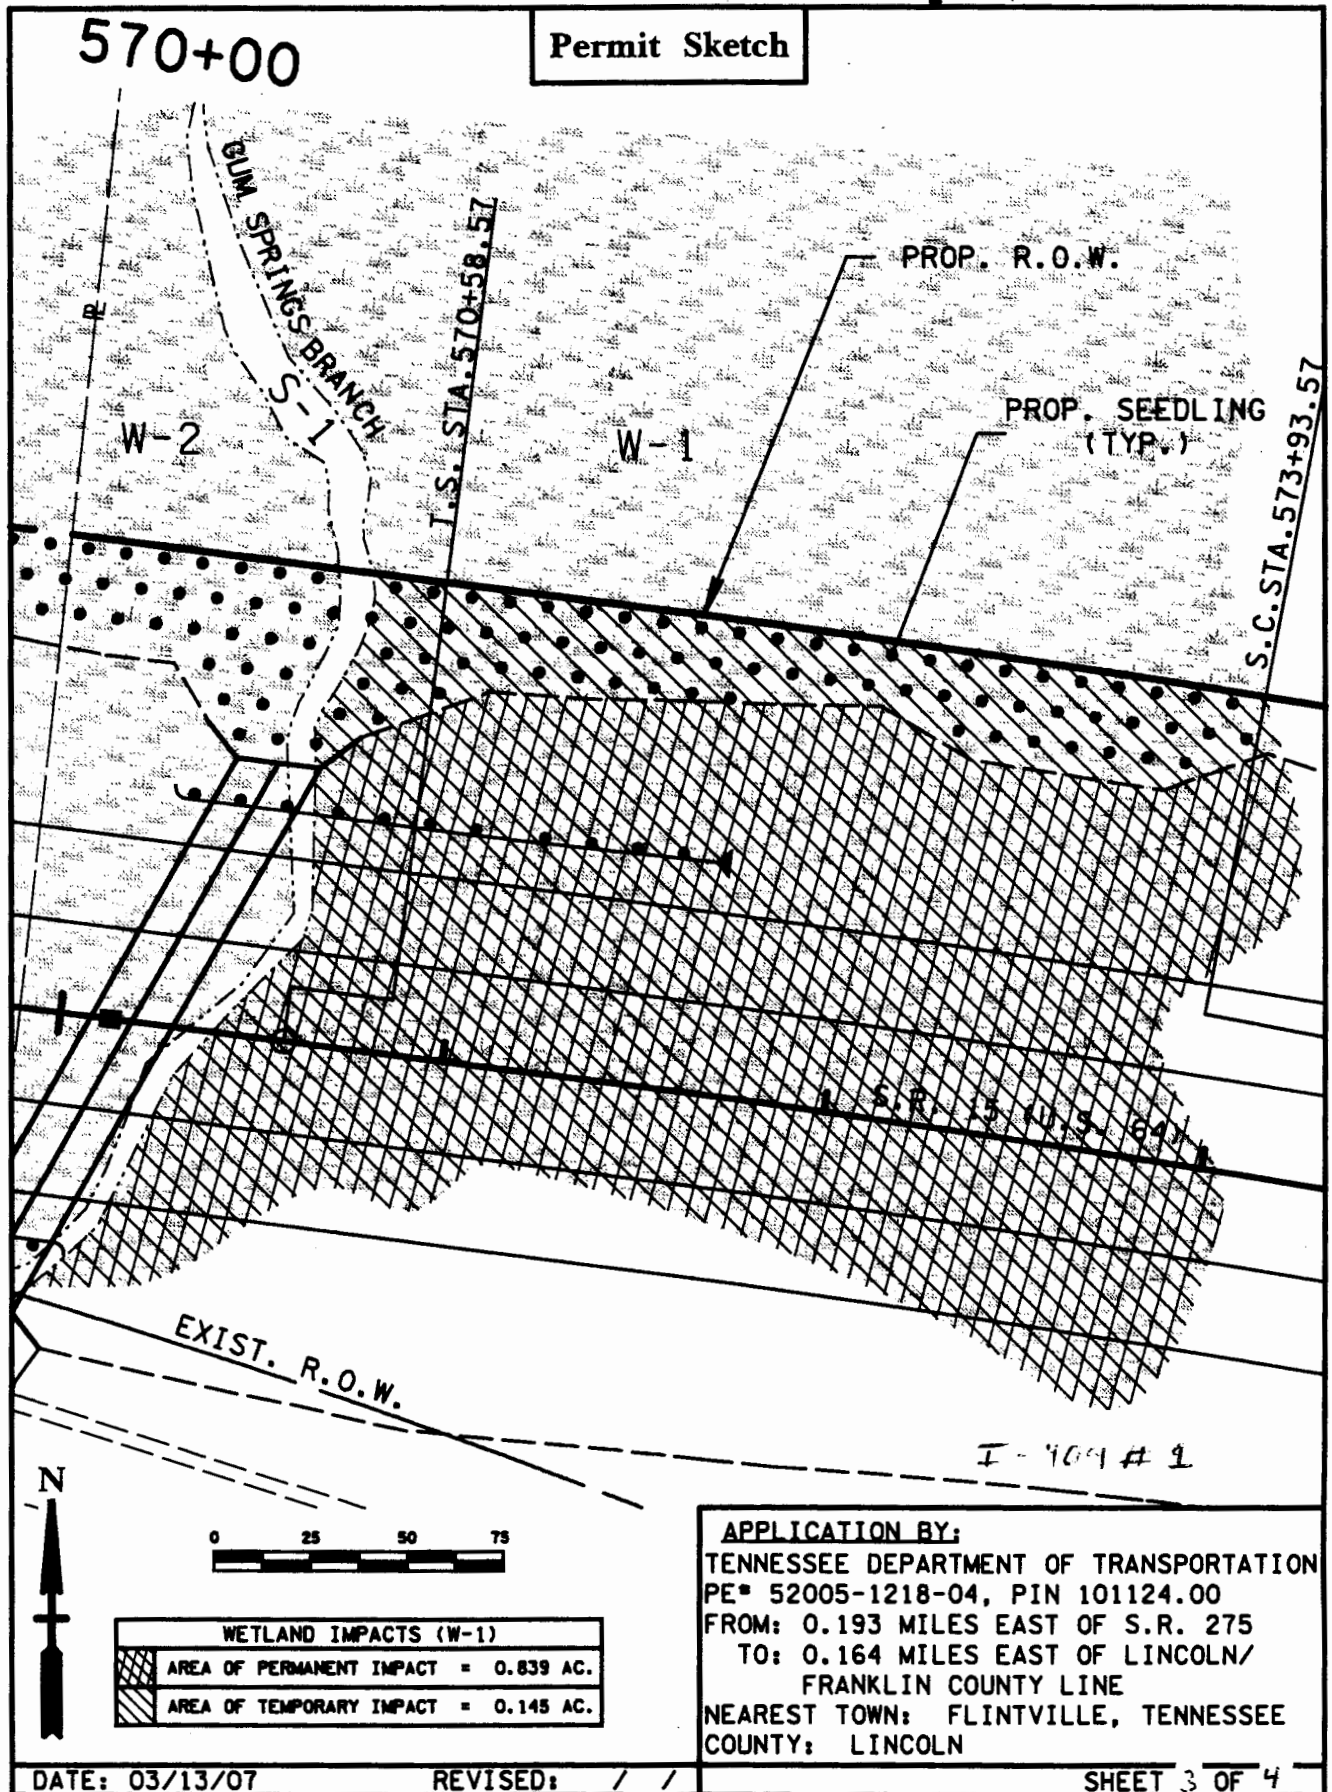 Permit Sketch
570+00
GUM SPRINGS BRANCH
S-1
T.S. STA.570+58.57
PROP. R.O.W.
PROP. SEEDLING
(TYP.)
W-2
W-1
S.C.STA.573+93.57
S.R. 15 (U.S. 64)
EXIST. R.O.W.
N
0 25 50 75
WETLAND IMPACTS (W-1)
AREA OF PERMANENT IMPACT = 0.839 AC.
AREA OF TEMPORARY IMPACT = 0.145 AC.
APPLICATION BY:
TENNESSEE DEPARTMENT OF TRANSPORTATION
PE# 52005-1218-04, PIN 101124.00
FROM: 0.193 MILES EAST OF S.R. 275
TO: 0.164 MILES EAST OF LINCOLN/
FRANKLIN COUNTY LINE
NEAREST TOWN: FLINTVILLE, TENNESSEE
COUNTY: LINCOLN
DATE: 03/13/07 REVISED: / /
SHEET 3 OF 4